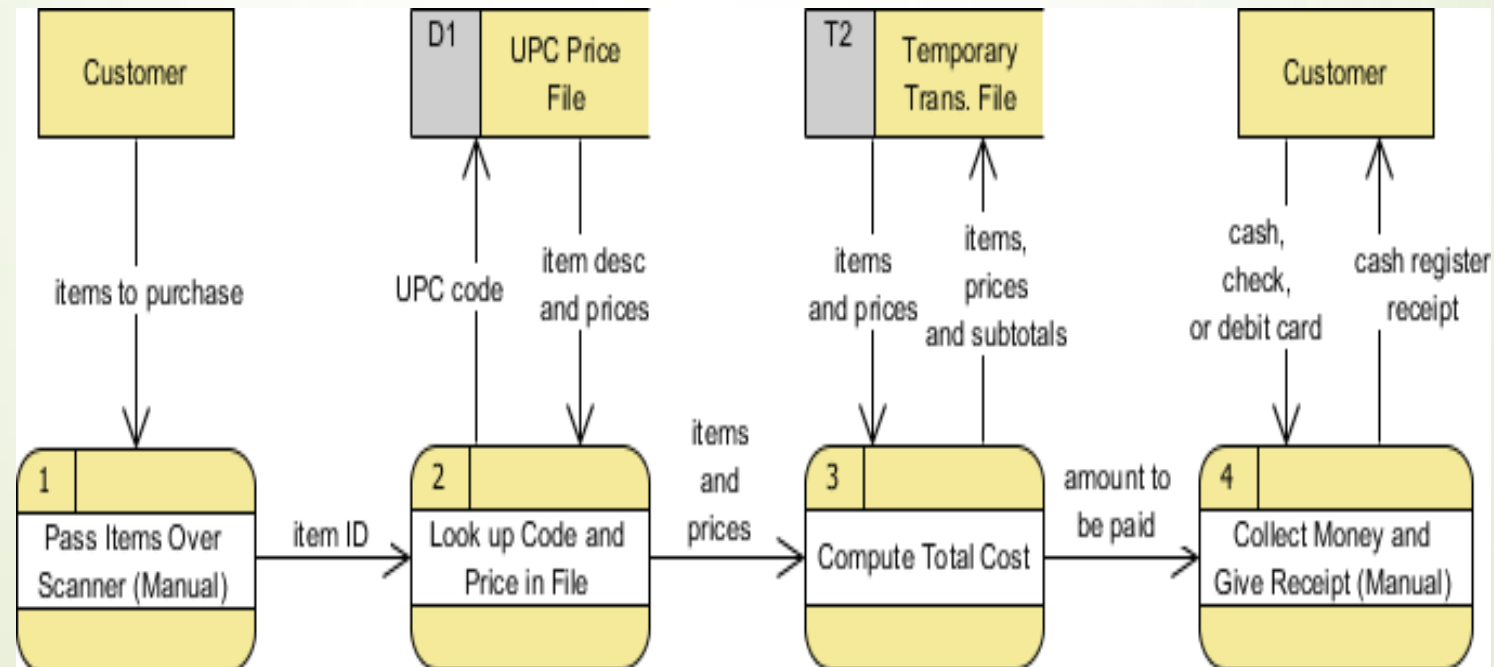 Customer
D1
UPC Price
File
T2
Temporary
Trans. File
Customer
items to purchase
UPC code
item desc
and prices
items
and prices
items,
prices
and subtotals
cash,
check,
or debit card
cash register
receipt
1
Pass Items Over
Scanner (Manual)
item ID
2
Look up Code and
Price in File
items
and
prices
3
Compute Total Cost
amount to
be paid
4
Collect Money and
Give Receipt (Manual)